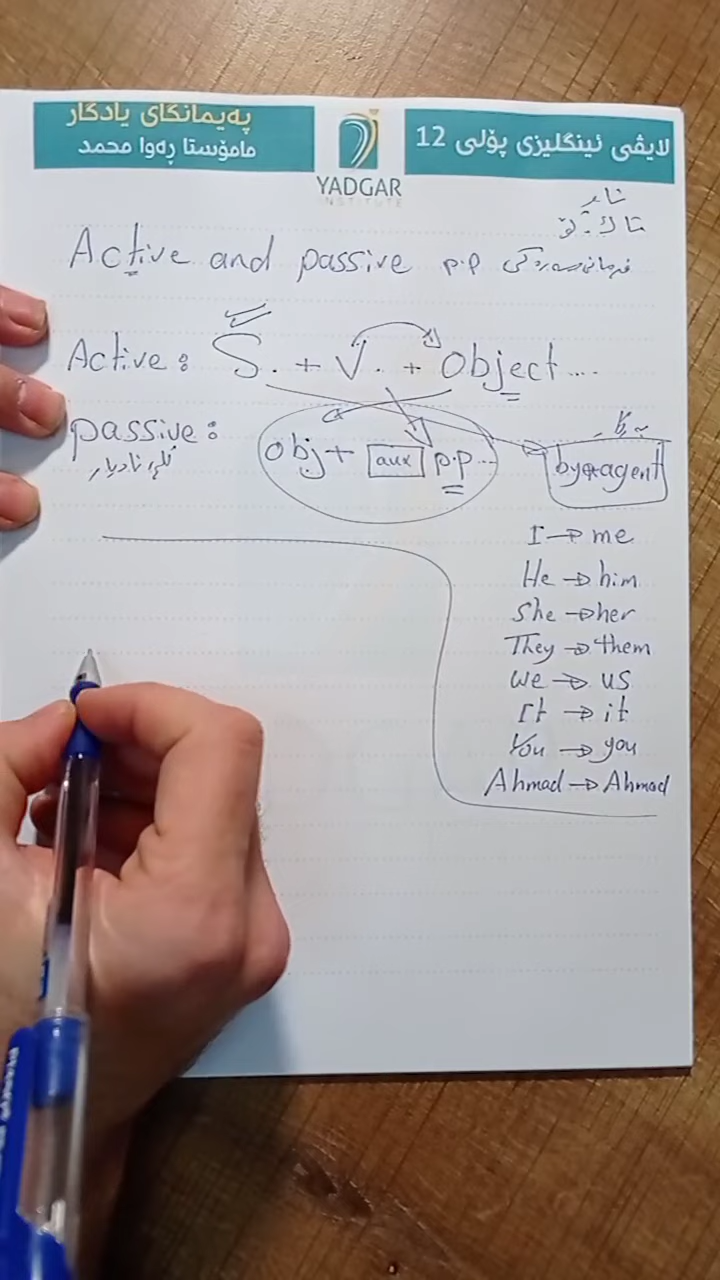 پەیمانگای یادگار
مامۆستا ڕەوا محمد
YADGAR
INSTITUTE
لایڤی ئینگلیزی پۆلی 12
Active and passive p.p
Active: S. + V. + Object....
passive: obj + aux p.p... by+agent
I → me
He → him
She → her
They → them
we → us
It → it
You → you
Ahmad → Ahmad